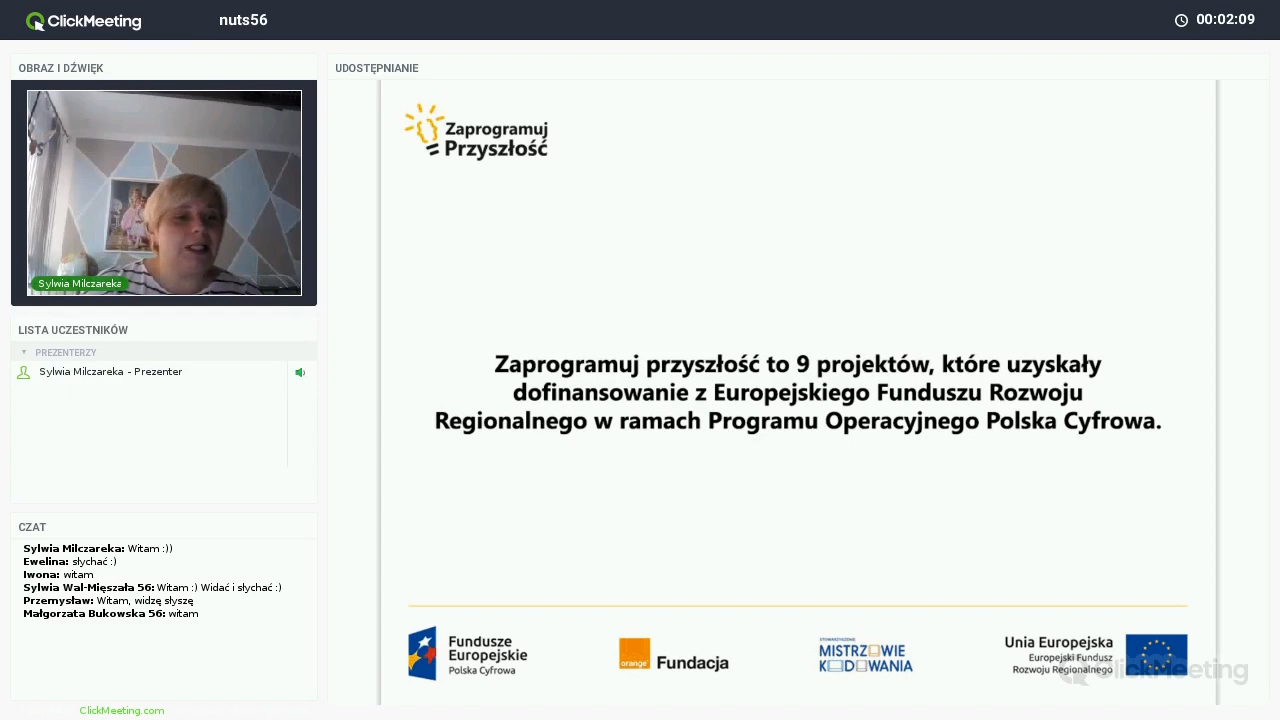 ClickMeeting
nuts56
00:02:09
OBRAZ I DŹWIĘK
Sylwia Milczareka
LISTA UCZESTNIKÓW
PREZENTERZY
Sylwia Milczareka - Prezenter
CZAT
Sylwia Milczareka: Witam :))
Ewelina: słychać :)
Iwona: witam
Sylwia Wal-Mięszała 56: Witam :) Widać i słychać :)
Przemysław: Witam, widzę słyszę
Małgorzata Bukowska 56: witam
ClickMeeting.com
UDOSTĘPNIANIE
Zaprogramuj
Przyszłość
Zaprogramuj przyszłość to 9 projektów, które uzyskały
dofinansowanie z Europejskiego Funduszu Rozwoju
Regionalnego w ramach Programu Operacyjnego Polska Cyfrowa.
Fundusze
Europejskie
Polska Cyfrowa
orange
Fundacja
STOWARZYSZENIE
MISTRZOWIE
KODOWANIA
Unia Europejska
Europejski Fundusz
Rozwoju Regionalnego
ClickMeeting